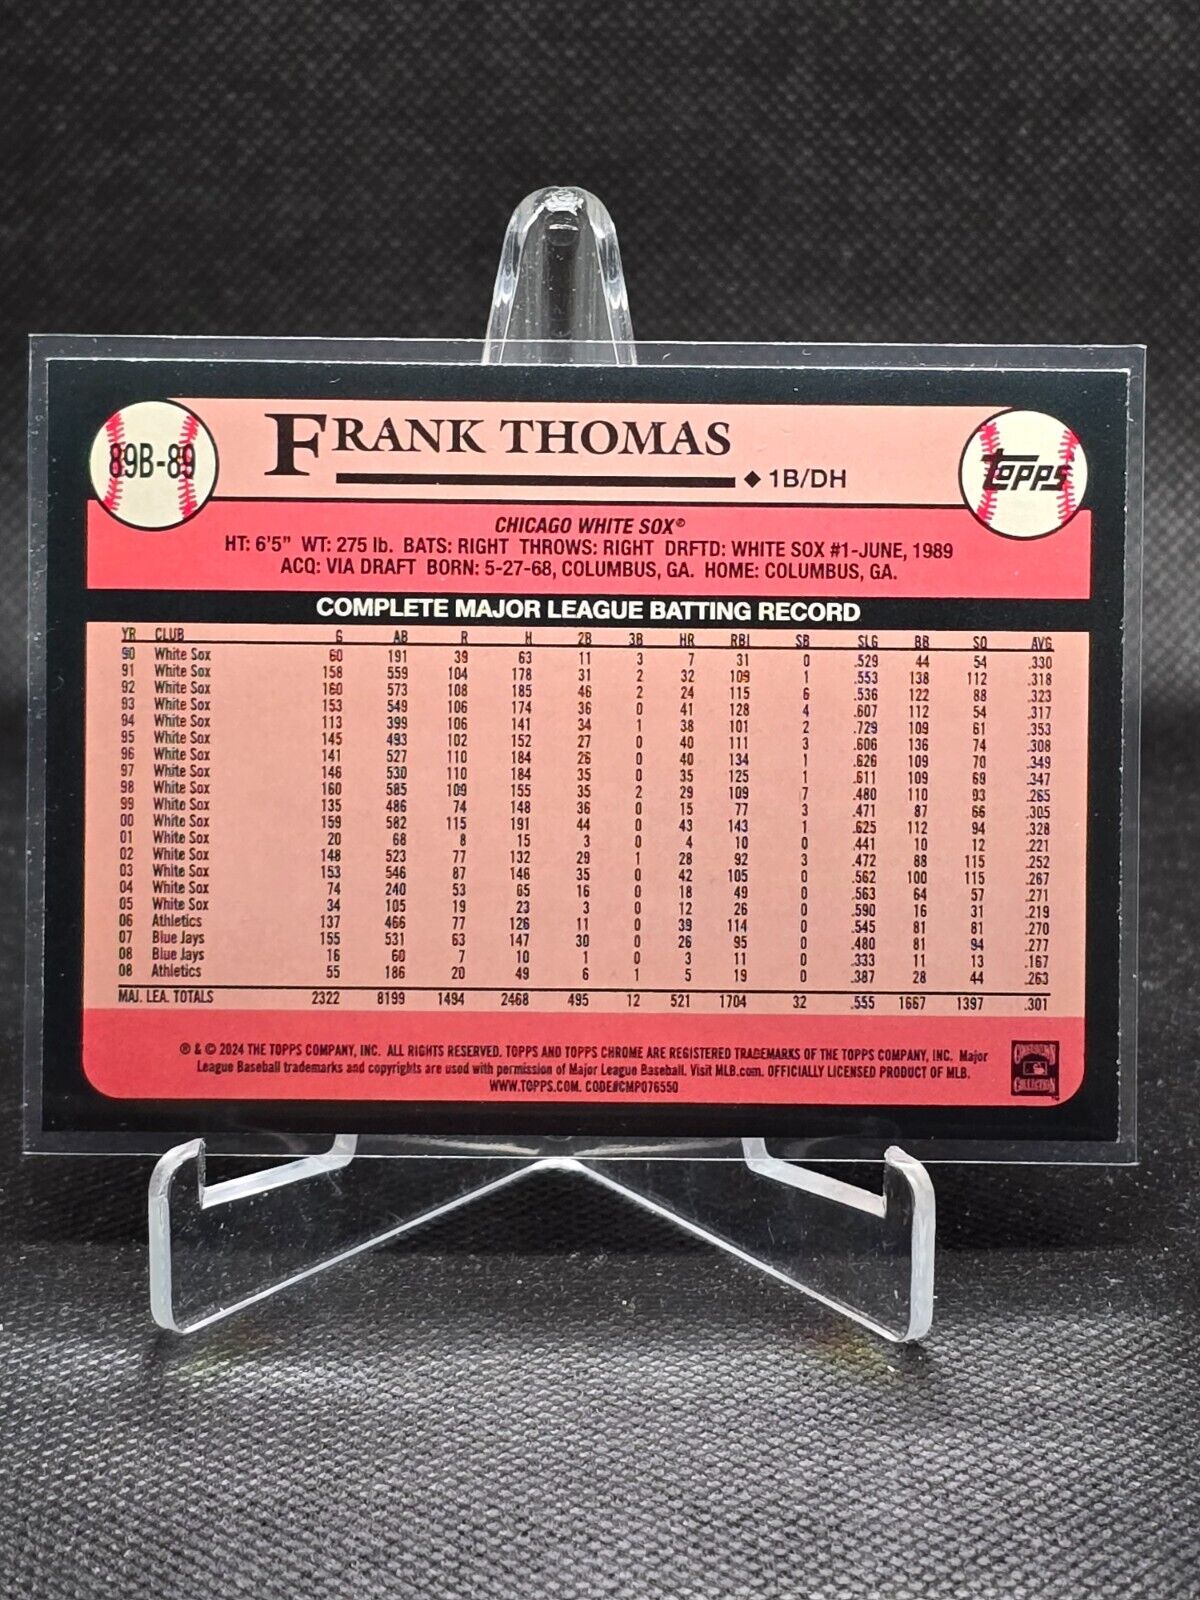 89B-89
FRANK THOMAS
◆ 1B/DH
topps
CHICAGO WHITE SOX®
HT: 6'5" WT: 275 lb. BATS: RIGHT THROWS: RIGHT DRFTD: WHITE SOX #1-JUNE, 1989
ACQ: VIA DRAFT BORN: 5-27-68, COLUMBUS, GA. HOME: COLUMBUS, GA.
COMPLETE MAJOR LEAGUE BATTING RECORD
YR CLUB G AB R H 2B 3B HR RBI SB SLG BB SO AVG
90 White Sox 60 191 39 63 11 3 7 31 0 .529 44 54 .330
91 White Sox 158 559 104 178 31 2 32 109 1 .553 138 112 .318
92 White Sox 160 573 108 185 46 2 24 115 6 .536 122 88 .323
93 White Sox 153 549 106 174 36 0 41 128 4 .607 112 54 .317
94 White Sox 113 399 106 141 34 1 38 101 2 .729 109 61 .353
95 White Sox 145 493 102 152 27 0 40 111 3 .606 136 74 .308
96 White Sox 141 527 110 184 26 0 40 134 1 .626 109 70 .349
97 White Sox 146 530 110 184 35 0 35 125 1 .611 109 69 .347
98 White Sox 160 585 109 155 35 2 29 109 7 .480 110 93 .265
99 White Sox 135 486 74 148 36 0 15 77 3 .471 87 66 .305
00 White Sox 159 582 115 191 44 0 43 143 1 .625 112 94 .328
01 White Sox 20 68 8 15 3 0 4 10 0 .441 10 12 .221
02 White Sox 148 523 77 132 29 1 28 92 3 .472 88 115 .252
03 White Sox 153 546 87 146 35 0 42 105 0 .562 100 115 .267
04 White Sox 74 240 53 65 16 0 18 49 0 .563 64 57 .271
05 White Sox 34 105 19 23 3 0 12 26 0 .590 16 31 .219
06 Athletics 137 466 77 126 11 0 39 114 0 .545 81 81 .270
07 Blue Jays 155 531 63 147 30 0 26 95 0 .480 81 94 .277
08 Blue Jays 16 60 7 10 1 0 3 11 0 .333 11 13 .167
08 Athletics 55 186 20 49 6 1 5 19 0 .387 28 44 .263
MAJ. LEA. TOTALS 2322 8199 1494 2468 495 12 521 1704 32 .555 1667 1397 .301
® & © 2024 THE TOPPS COMPANY, INC. ALL RIGHTS RESERVED. TOPPS AND TOPPS CHROME ARE REGISTERED TRADEMARKS OF THE TOPPS COMPANY, INC. Major
League Baseball trademarks and copyrights are used with permission of Major League Baseball. Visit MLB.com. OFFICIALLY LICENSED PRODUCT OF MLB.
WWW.TOPPS.COM. CODE#CMP076550
COOPERSTOWN
COLLECTION